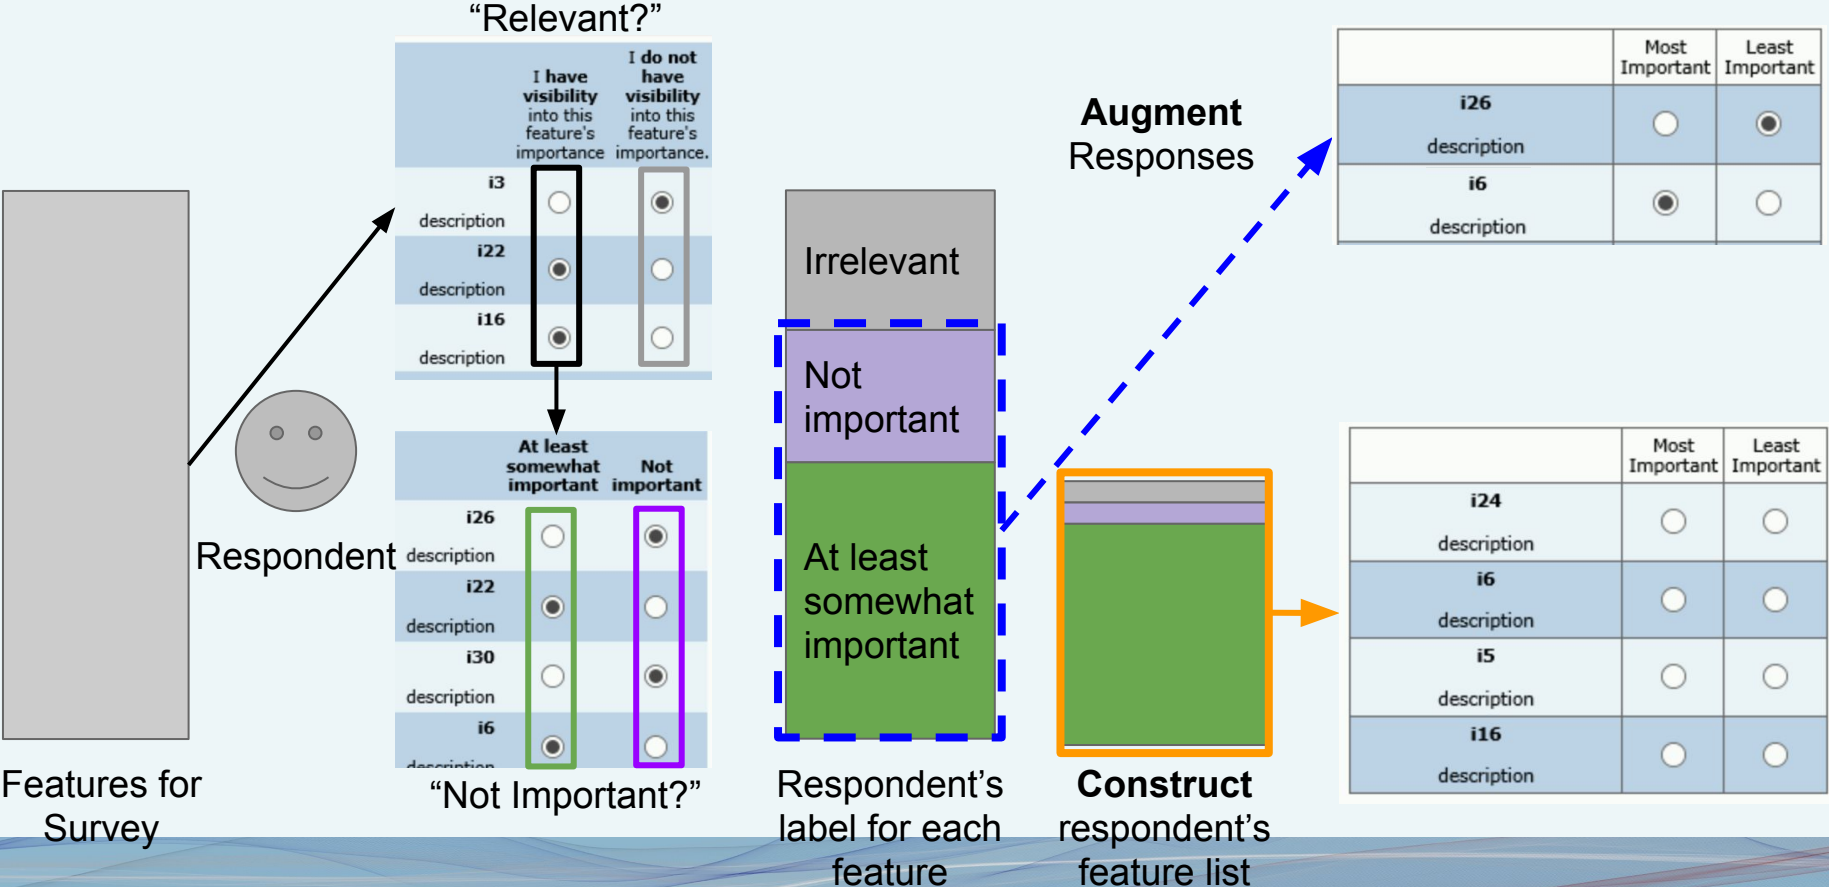 “Relevant?”
I have
visibility
into this
feature's
importance
I do not
have
visibility
into this
feature's
importance.
i3
description
i22
description
i16
description
Respondent
At least
somewhat
important
Not
important
i26
description
i22
description
i30
description
i6
description
“Not Important?”
Features for
Survey
Irrelevant
Not
important
At least
somewhat
important
Respondent’s
label for each
feature
Augment
Responses
Construct
respondent’s
feature list
Most
Important
Least
Important
i26
description
i6
description
Most
Important
Least
Important
i24
description
i6
description
i5
description
i16
description